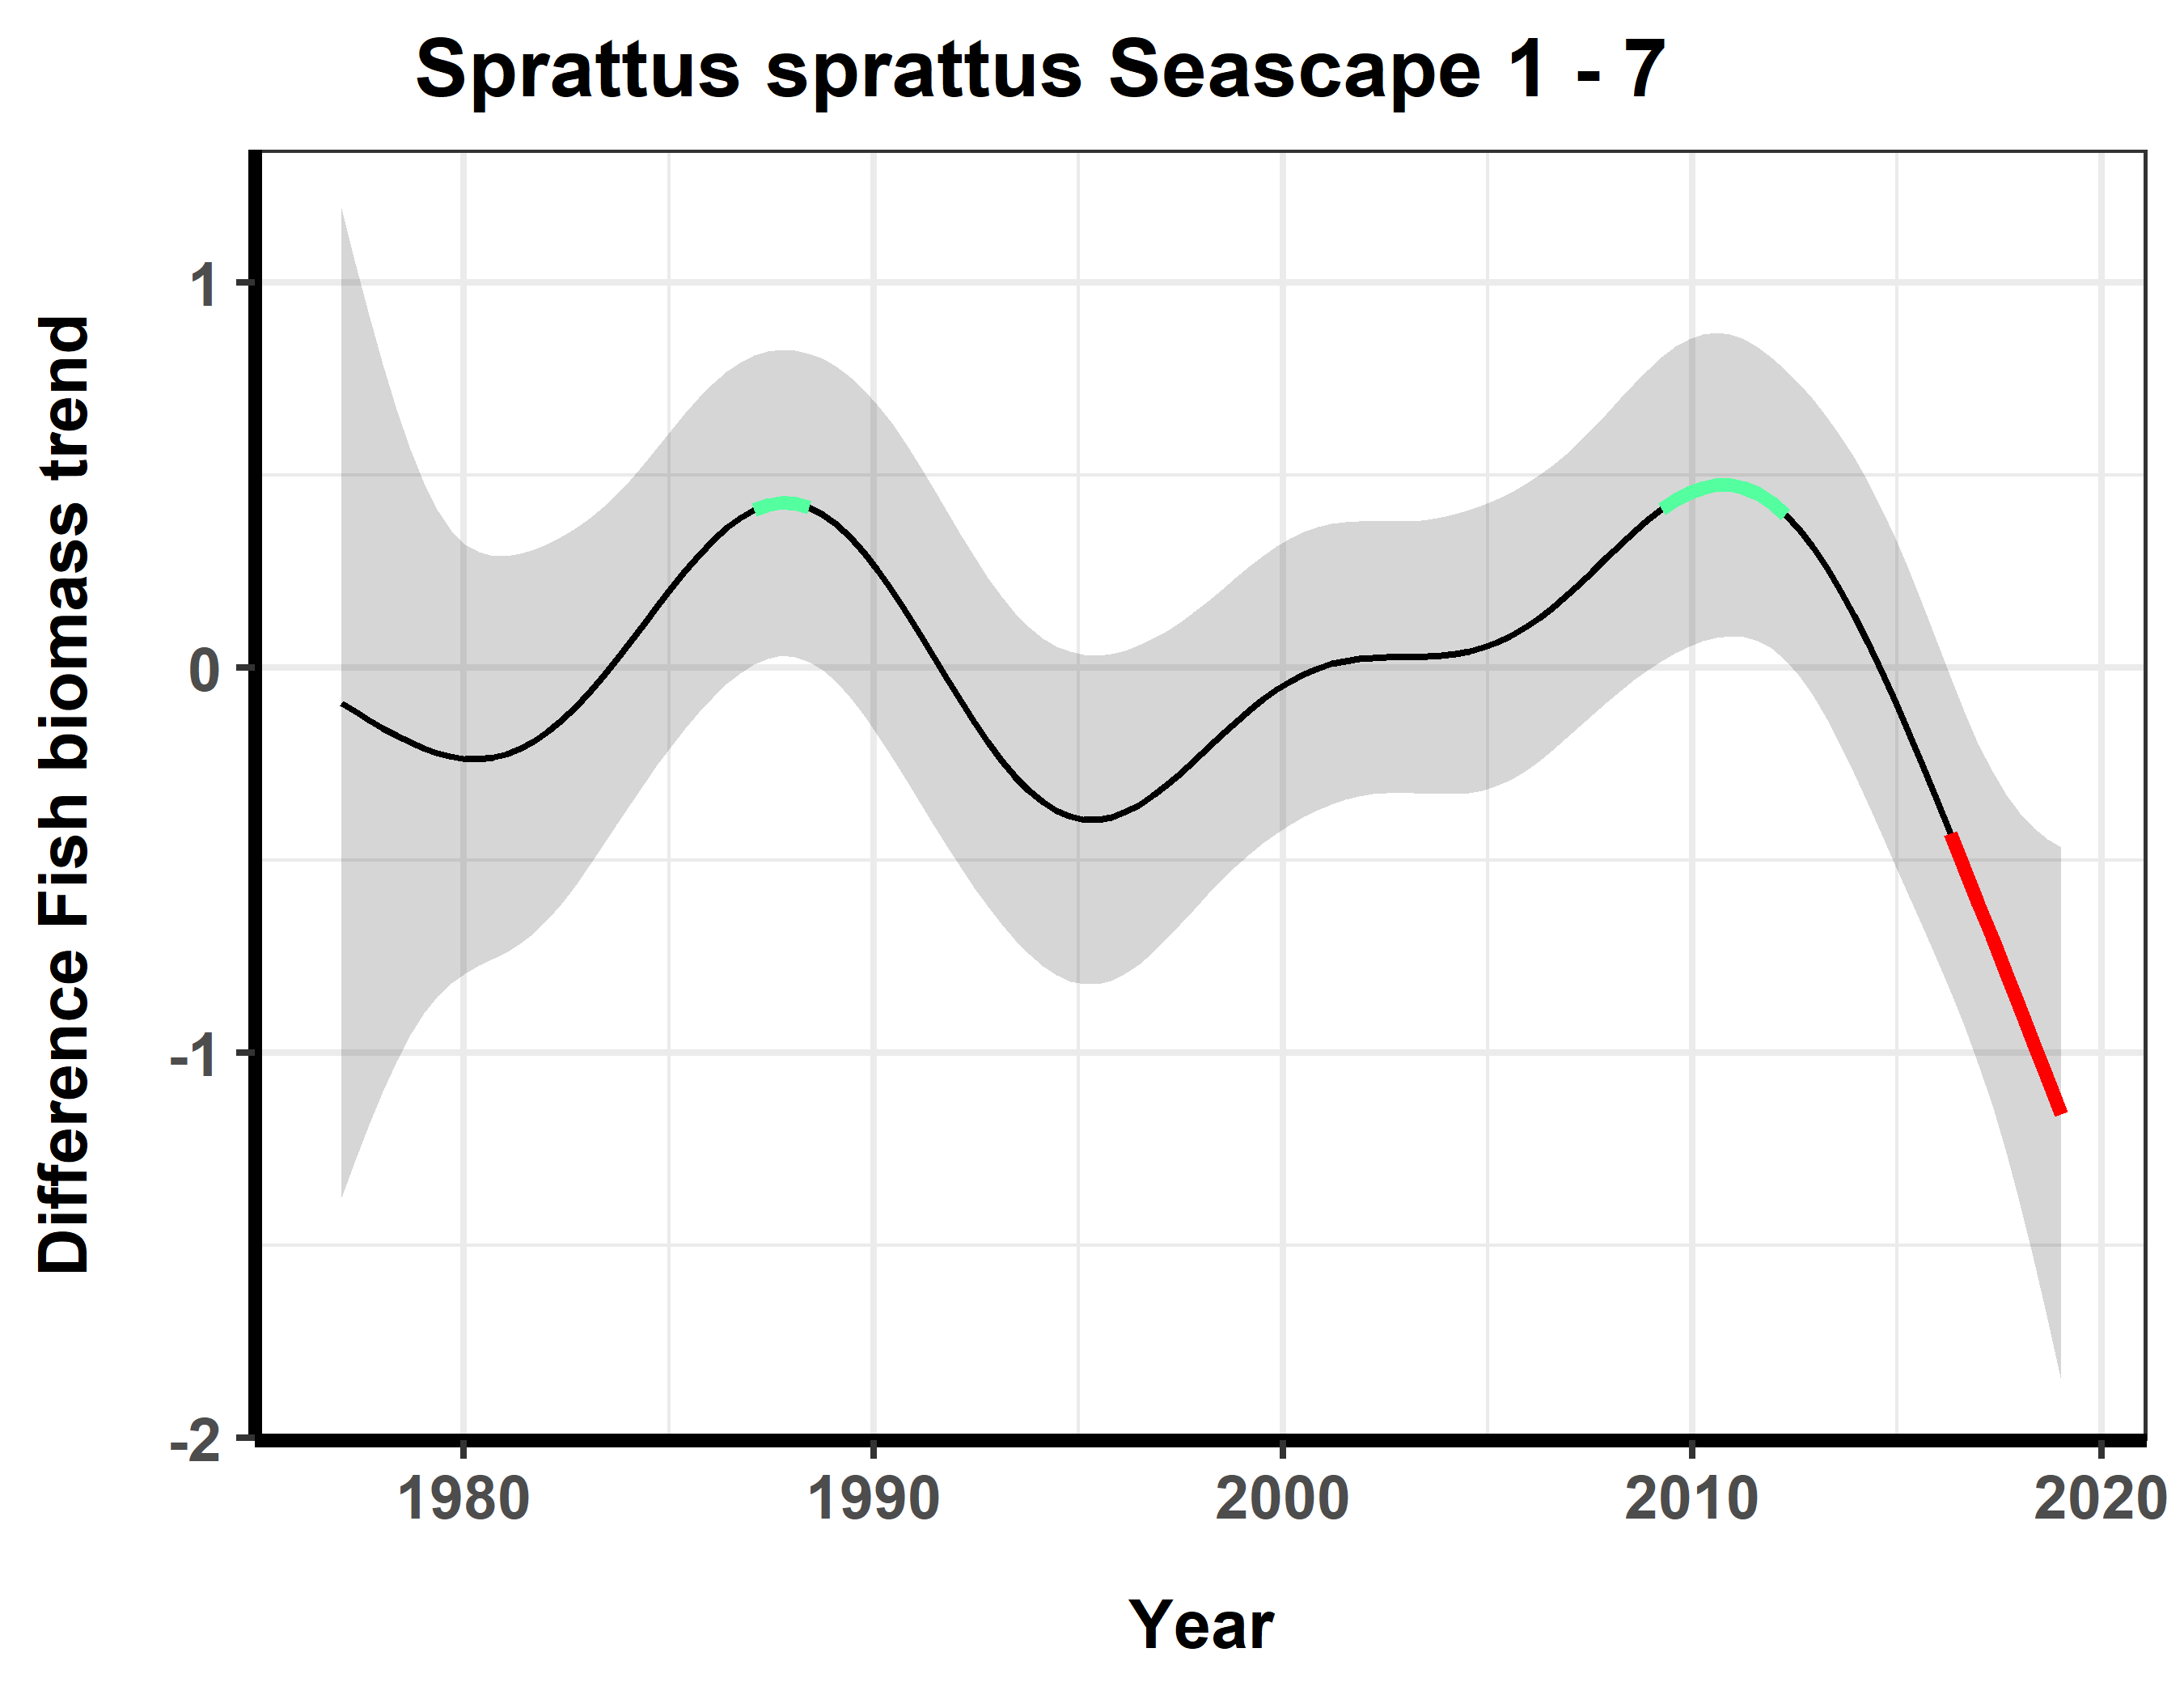 Sprattus sprattus Seascape 1 - 7
Difference Fish biomass trend
1
0
-1
-2
1980 1990 2000 2010 2020
Year